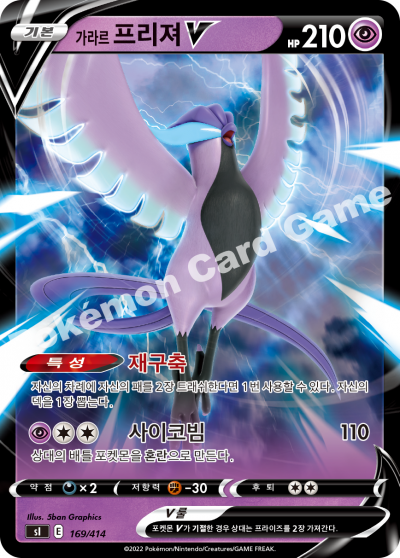 기본 가라르 프리져 V HP 210
Pokémon Card Game
특성 재구축
자신의 차례에 자신의 패를 2장 트래쉬한다면 1번 사용할 수 있다. 자신의
덱을 1장 뽑는다.
사이코빔 110
상대의 배틀 포켓몬을 혼란으로 만든다.
약점 ×2 저항력 -30 후퇴
Illus. 5ban Graphics
V룰
포켓몬 V가 기절한 경우 상대는 프라이즈를 2장 가져간다.
sI E 169/414
©2022 Pokémon/Nintendo/Creatures/GAME FREAK.